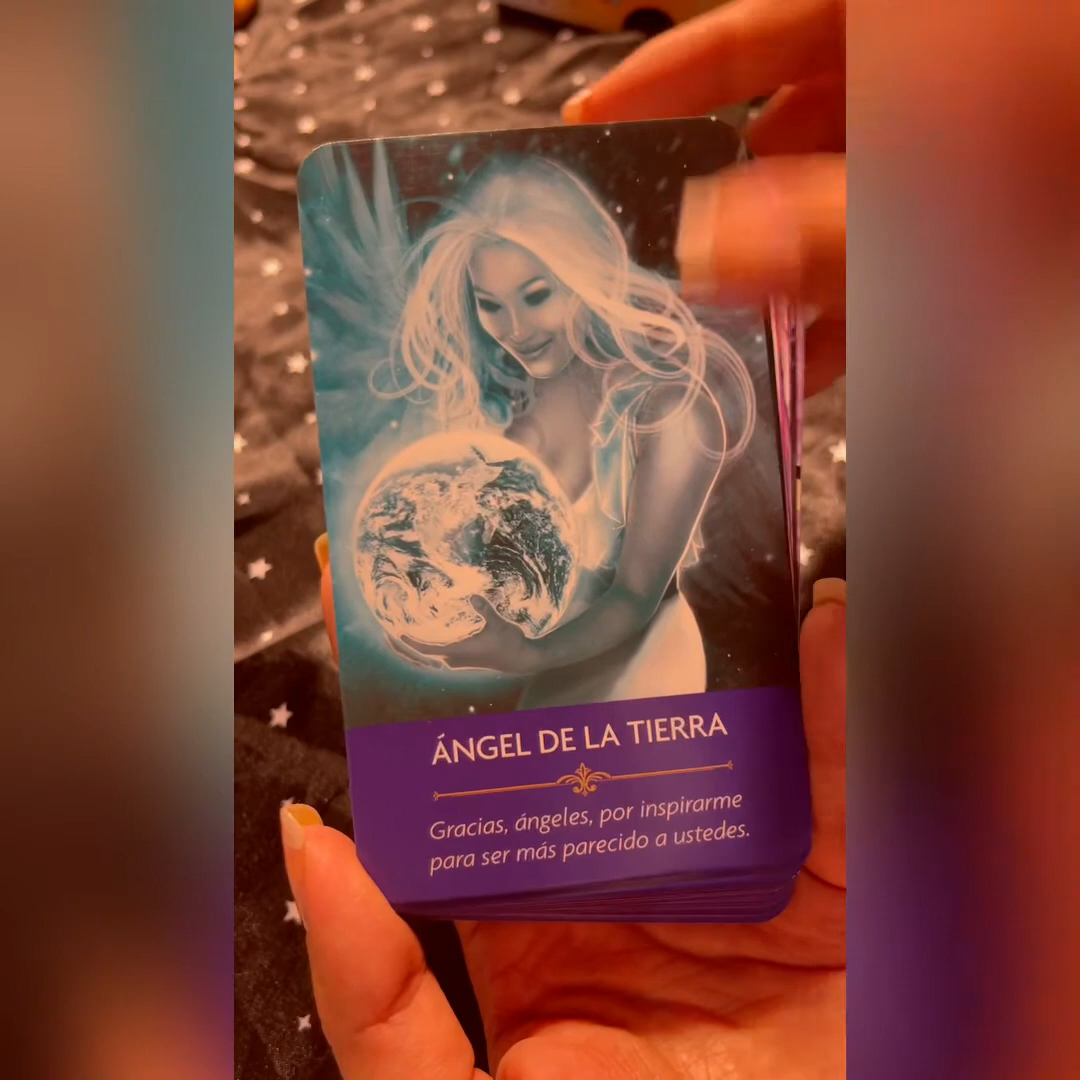 ÁNGEL DE LA TIERRA
Gracias, ángeles, por inspirarme
para ser más parecido a ustedes.